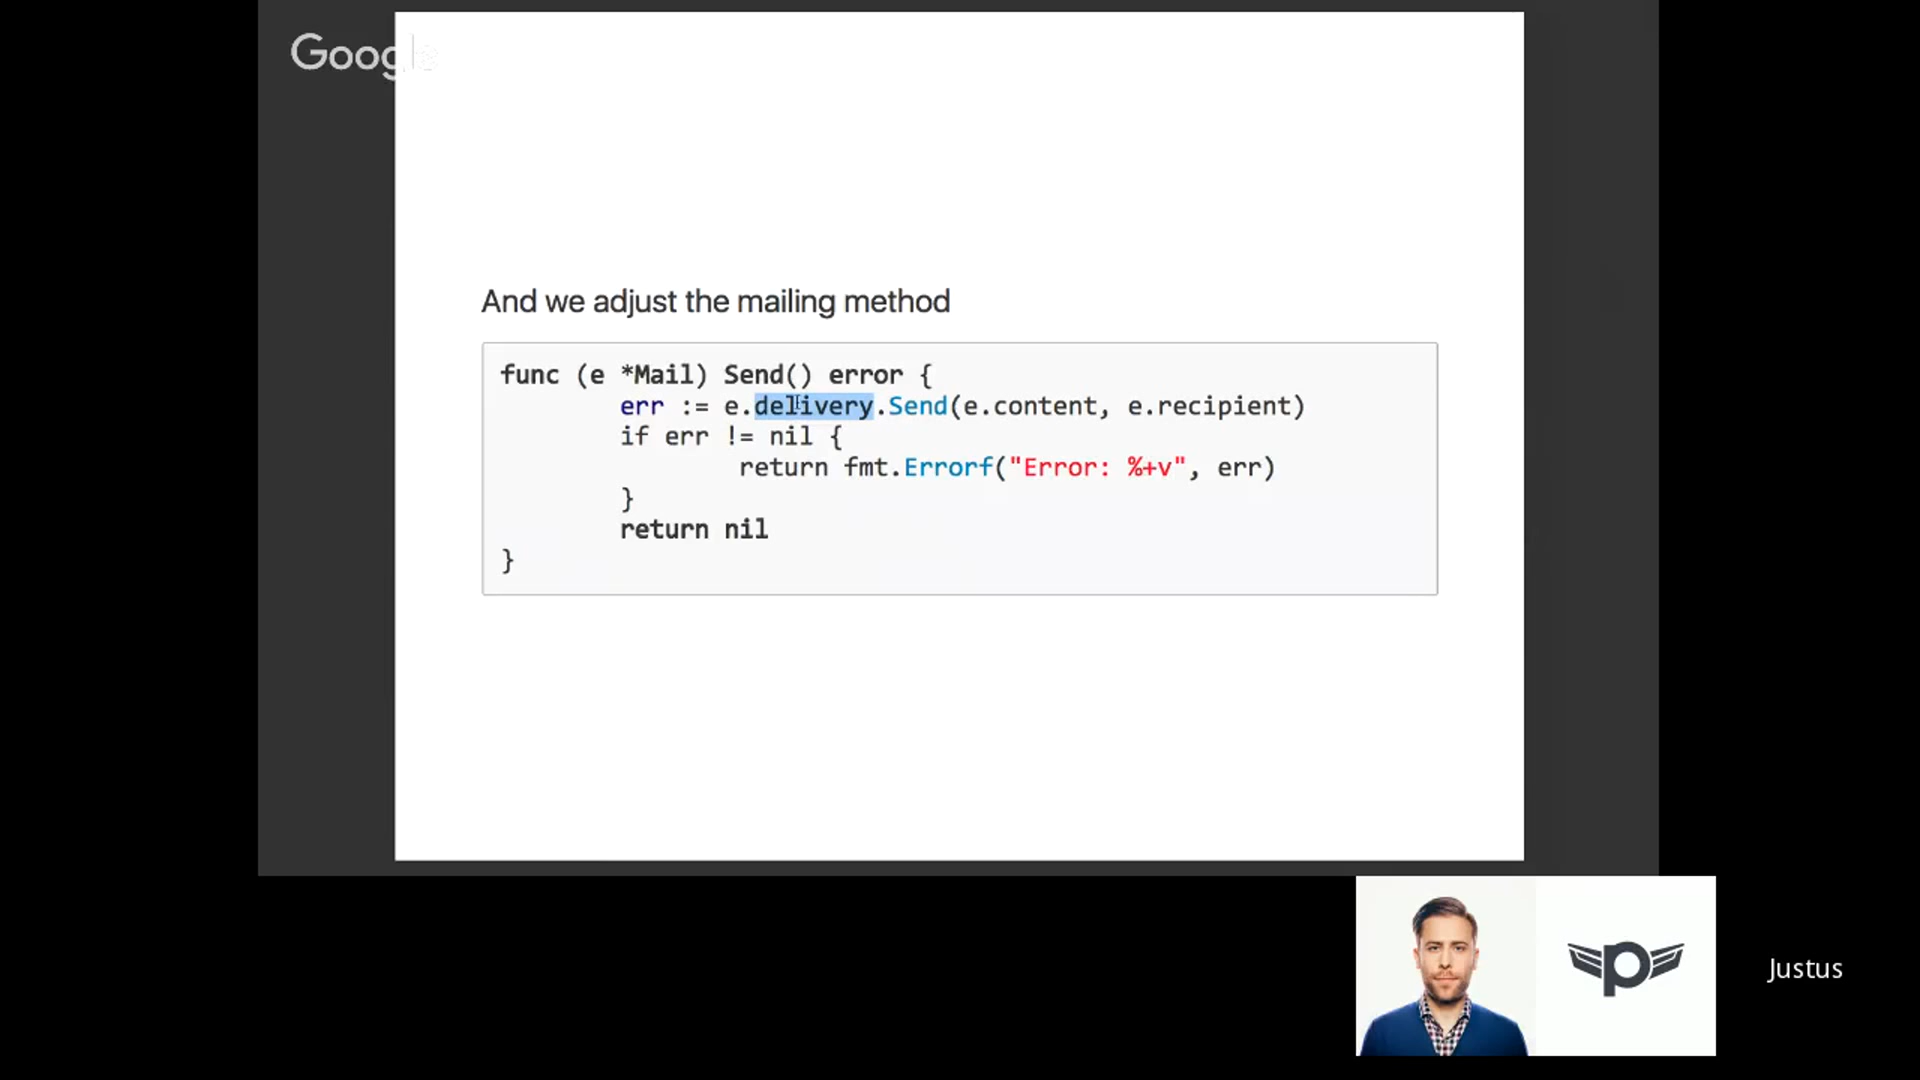 Google
And we adjust the mailing method
func (e *Mail) Send() error {
        err := e.delivery.Send(e.content, e.recipient)
        if err != nil {
                return fmt.Errorf("Error: %+v", err)
        }
        return nil
}
p
Justus